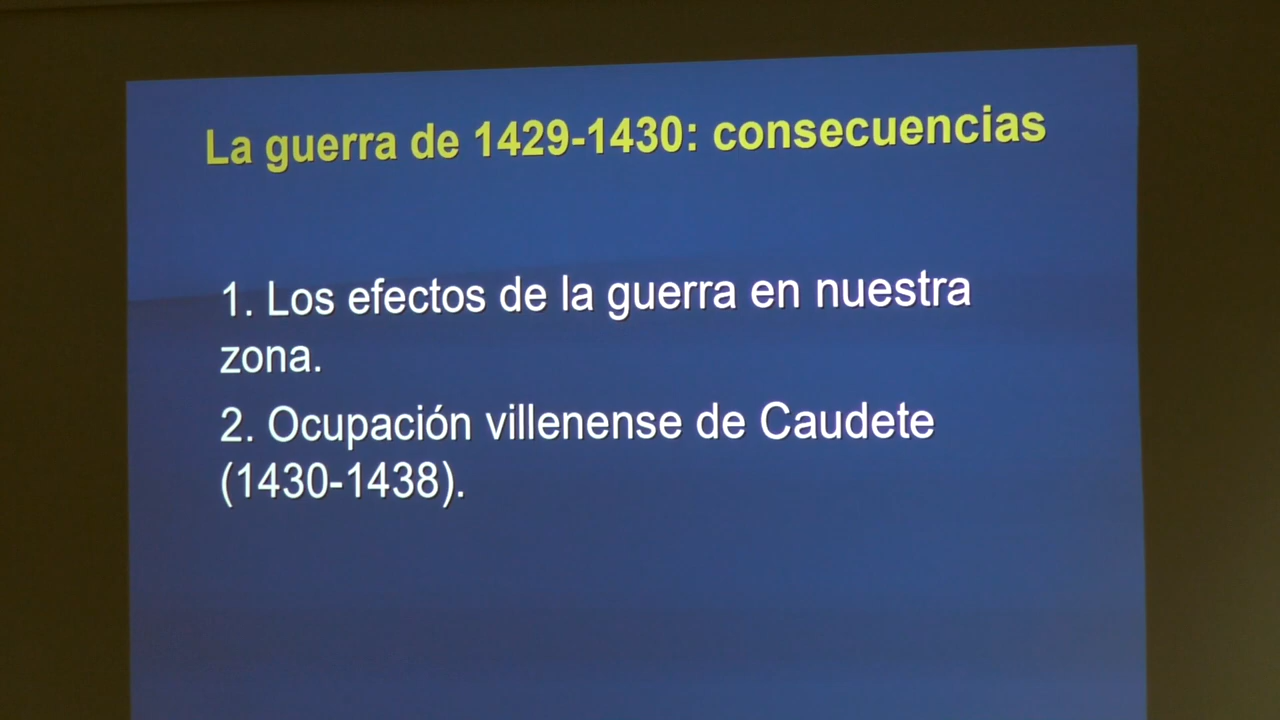 La guerra de 1429-1430: consecuencias
1. Los efectos de la guerra en nuestra
zona.
2. Ocupación villenense de Caudete
(1430-1438).